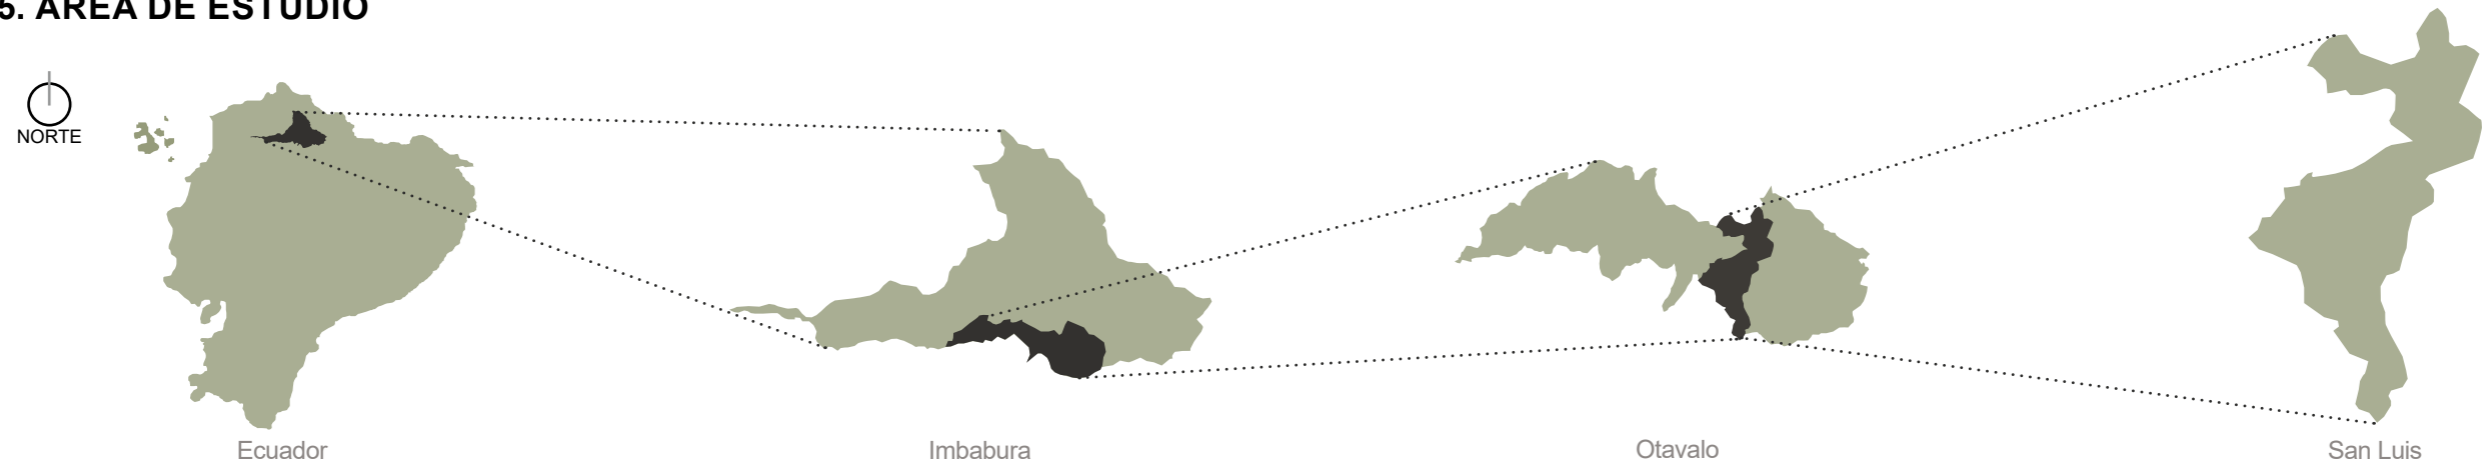 5. ÁREA DE ESTUDIO
NORTE
Ecuador
Imbabura
Otavalo
San Luis